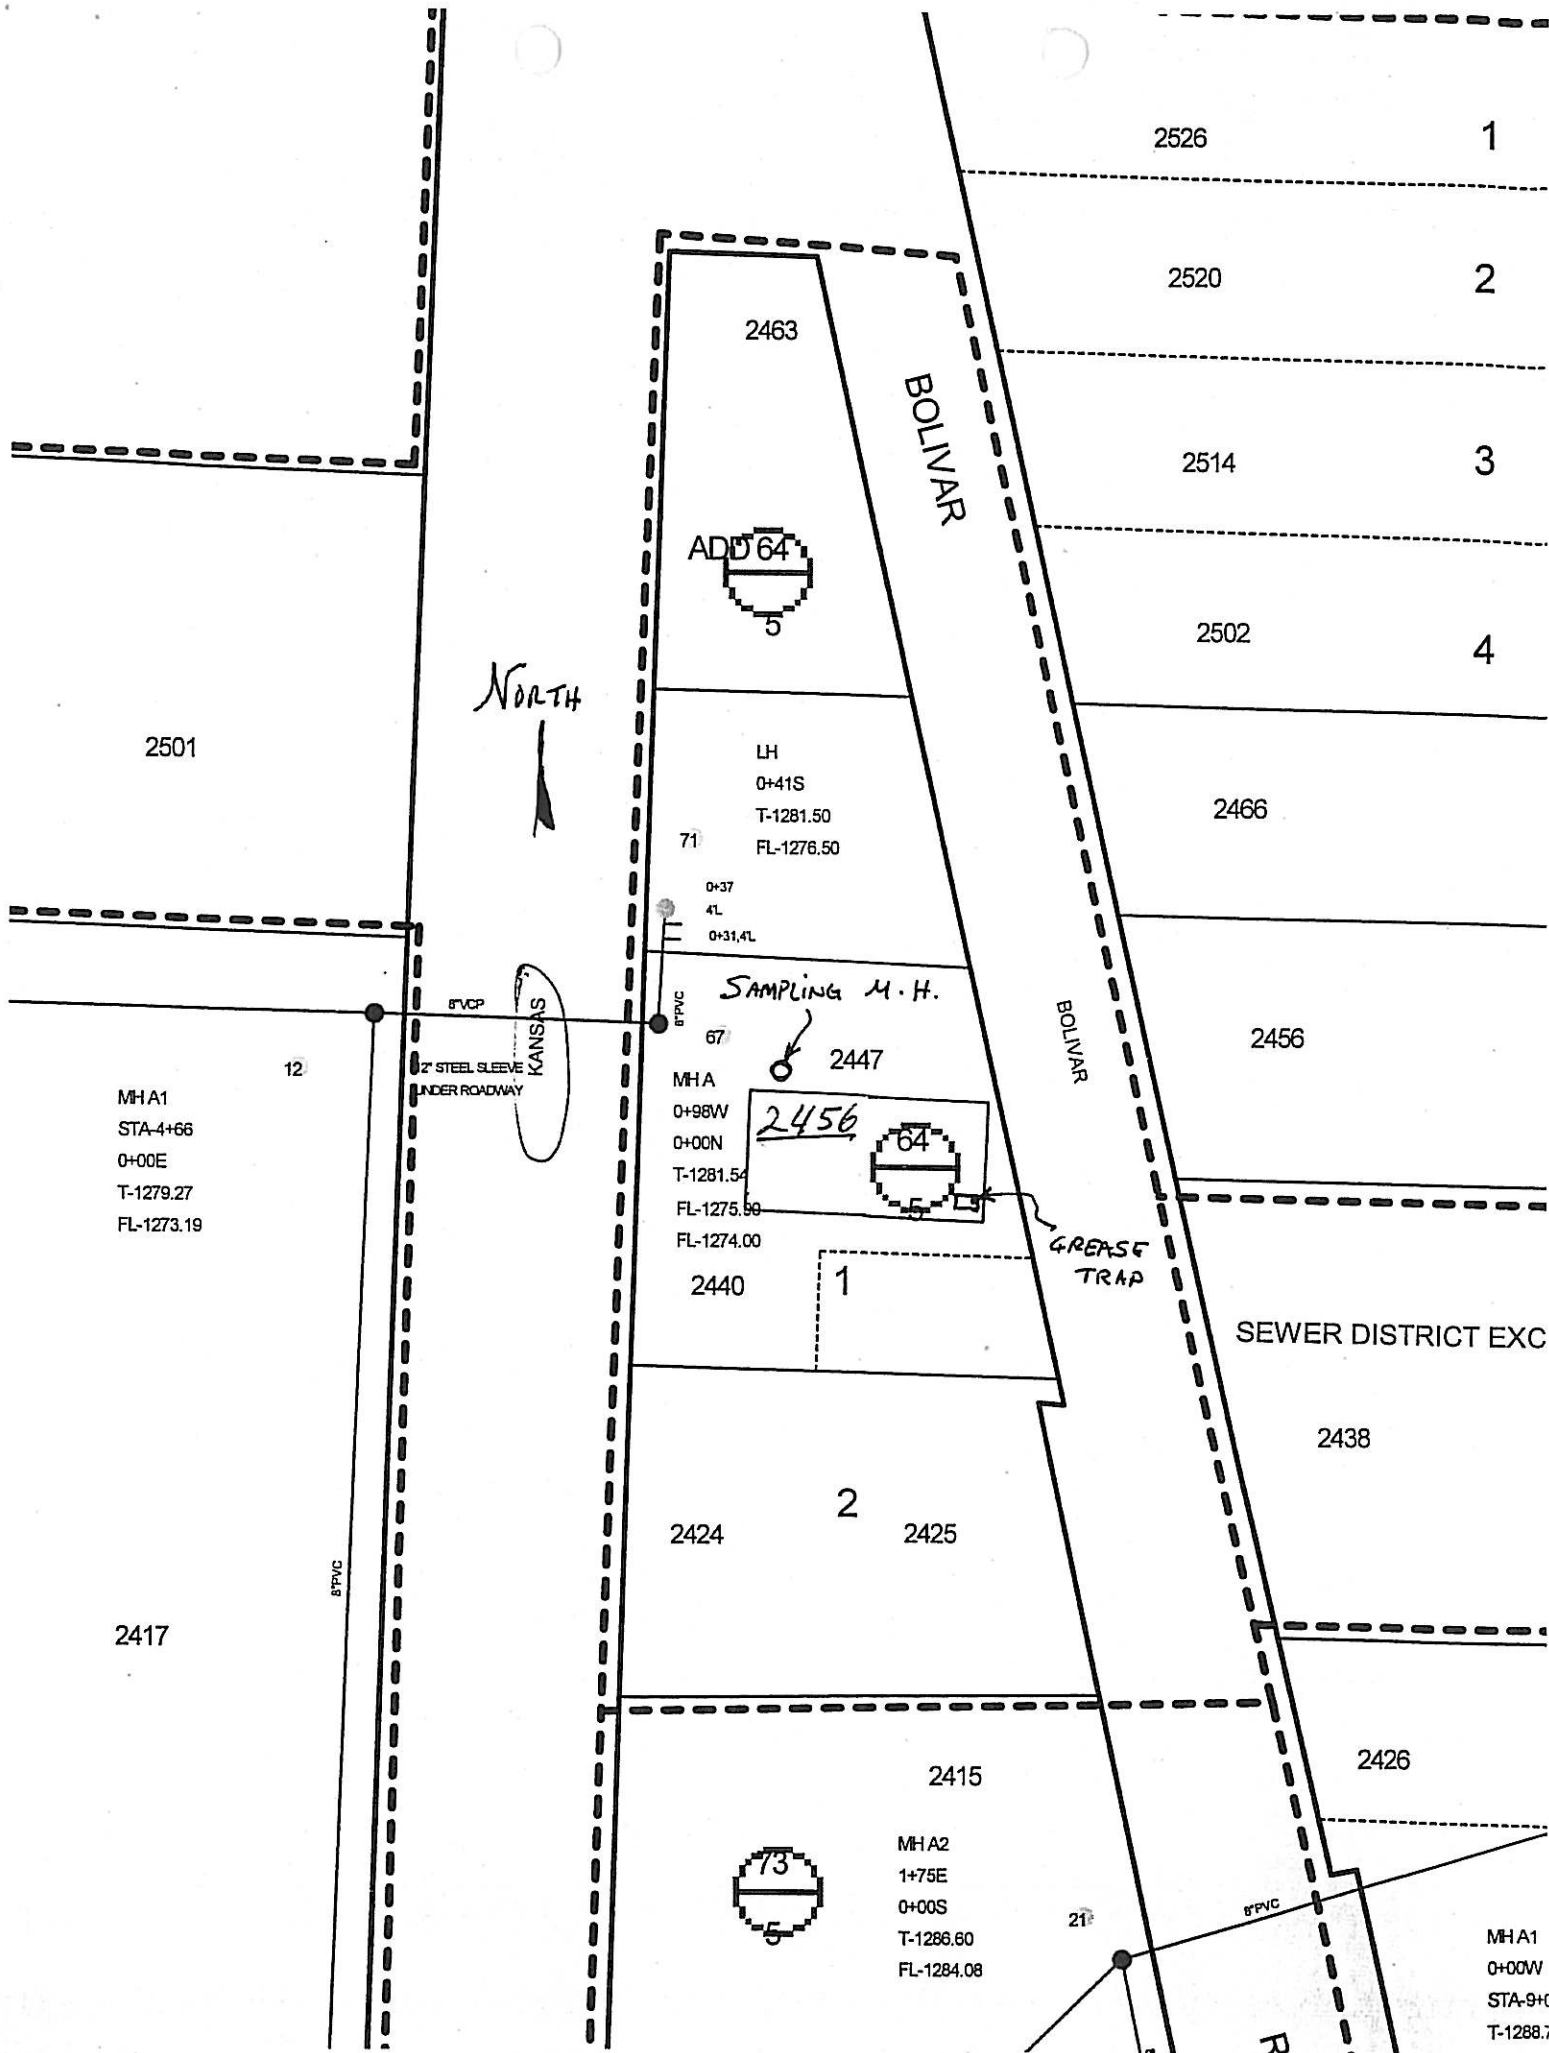 2526
1
2520
2
2463
BOLIVAR
2514
3
ADD 64
5
2502
4
NORTH
2501
LH
0+41S
T-1281.50
FL-1276.50
71
2466
0+37
4'L
0+31,4'L
SAMPLING M.H.
8"VCP
KANSAS
8"PVC
67
2447
BOLIVAR
2456
12
2" STEEL SLEEVE
UNDER ROADWAY
MH A1
STA-4+66
0+00E
T-1279.27
FL-1273.19
MH A
0+98W
0+00N
T-1281.54
FL-1275.90
FL-1274.00
2456
64
5
GREASE
TRAP
2440
1
SEWER DISTRICT EXC
2438
2
2424
2425
8"PVC
2417
2415
2426
73
5
MH A2
1+75E
0+00S
T-1286.60
FL-1284.08
21
8"PVC
MH A1
0+00W
STA-9+0
T-1288.7
R